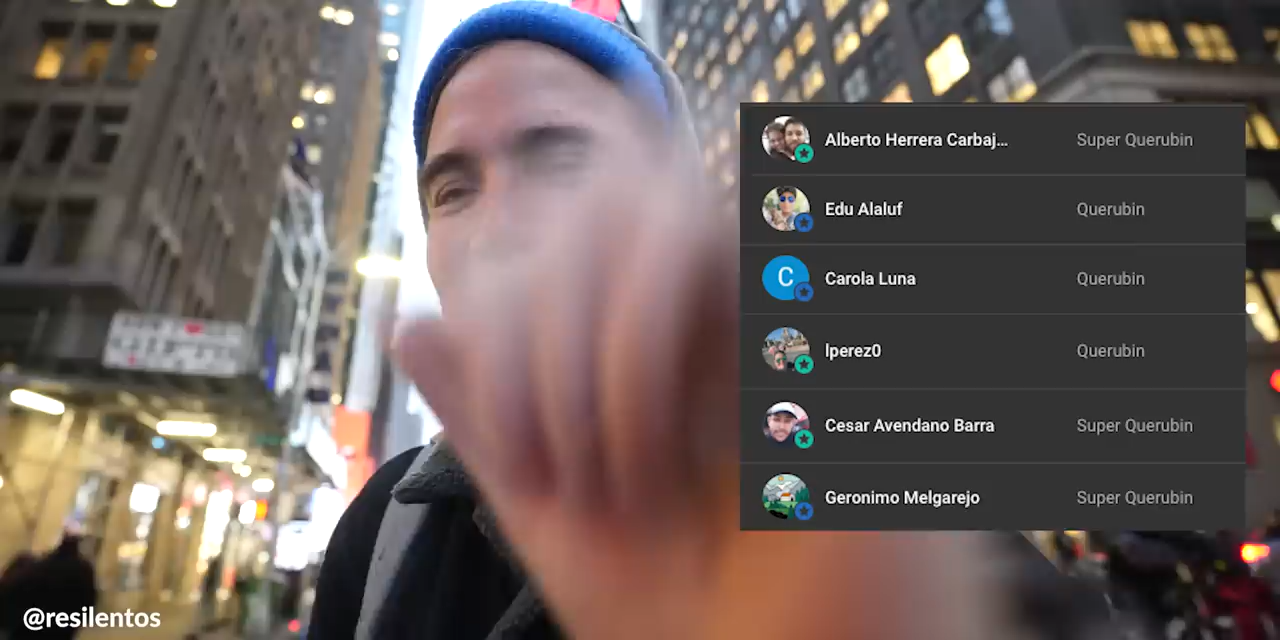 Alberto Herrera Carbaj... Super Querubin
Edu Alaluf Querubin
C
Carola Luna Querubin
lperez0 Querubin
Cesar Avendano Barra Super Querubin
Geronimo Melgarejo Super Querubin
@resilentos